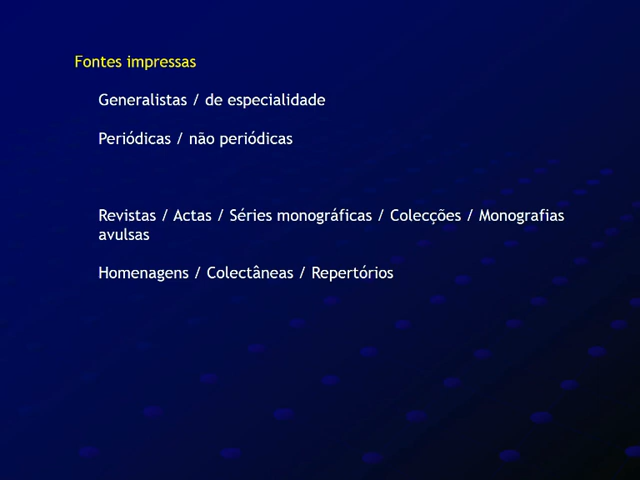 Fontes impressas
Generalistas / de especialidade
Periódicas / não periódicas
Revistas / Actas / Séries monográficas / Colecções / Monografias
avulsas
Homenagens / Colectâneas / Repertórios